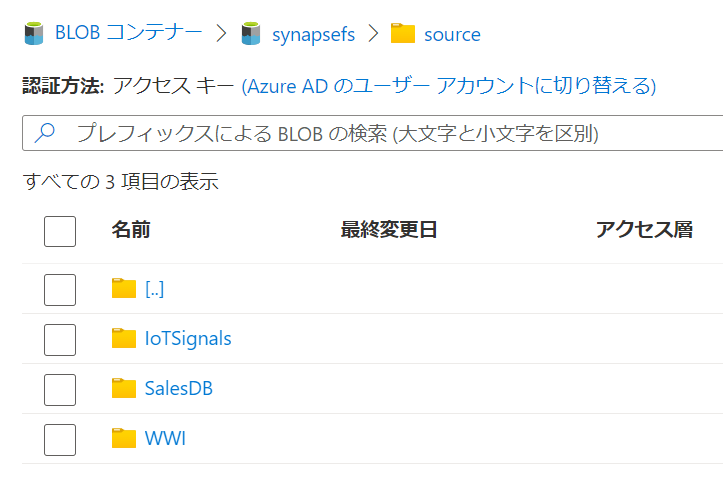 BLOB コンテナー > synapsefs > source
認証方法: アクセス キー (Azure AD のユーザー アカウントに切り替える)
プレフィックスによる BLOB の検索 (大文字と小文字を区別)
すべての 3 項目の表示
名前 最終変更日 アクセス層
[..]
IoTSignals
SalesDB
WWI